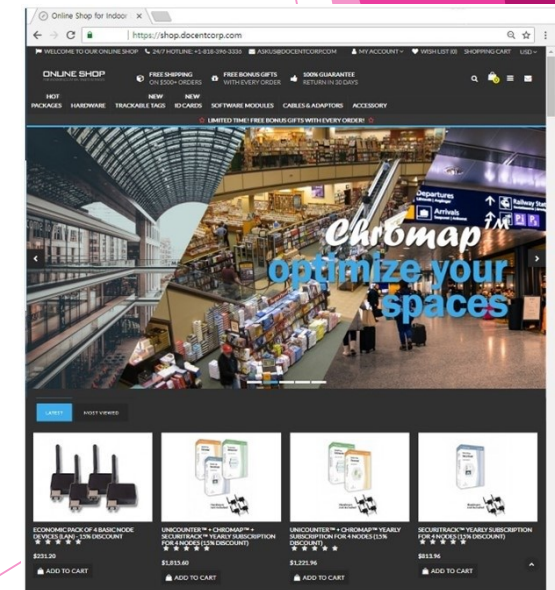 Online Shop for Indoor
https://shop.docentcorp.com
WELCOME TO OUR ONLINE SHOP 24/7 HOTLINE: +1-818-396-3336 ASKUS@DOCENTCORP.COM MY ACCOUNT WISH LIST (0) SHOPPING CART USD
ONLINE SHOP
FREE SHIPPING
ON $500+ ORDERS
FREE BONUS GIFTS
WITH EVERY ORDER
100% GUARANTEE
RETURN IN 30 DAYS
HOT
PACKAGES
HARDWARE
NEW
TRACKABLE TAGS
NEW
ID CARDS
SOFTWARE MODULES
CABLES & ADAPTORS
ACCESSORY
LIMITED TIME! FREE BONUS GIFTS WITH EVERY ORDER!
Departures
Arrivals
Railway Stat
Chromap™
optimize your
spaces
LATEST
MOST VIEWED
ECONOMIC PACK OF 4 BASIC NODE
DEVICES (LAN) - 15% DISCOUNT
$231.20
ADD TO CART
UNICOUNTER™ + CHROMAP™ +
SECURITRACK™ YEARLY SUBSCRIPTION
FOR 4 NODES (15% DISCOUNT)
$1,815.60
ADD TO CART
UNICOUNTER™ + CHROMAP™ YEARLY
SUBSCRIPTION FOR 4 NODES (15%
DISCOUNT)
$1,221.96
ADD TO CART
SECURITRACK™ YEARLY SUBSCRIPTION
FOR 4 NODES (15% DISCOUNT)
$813.96
ADD TO CART